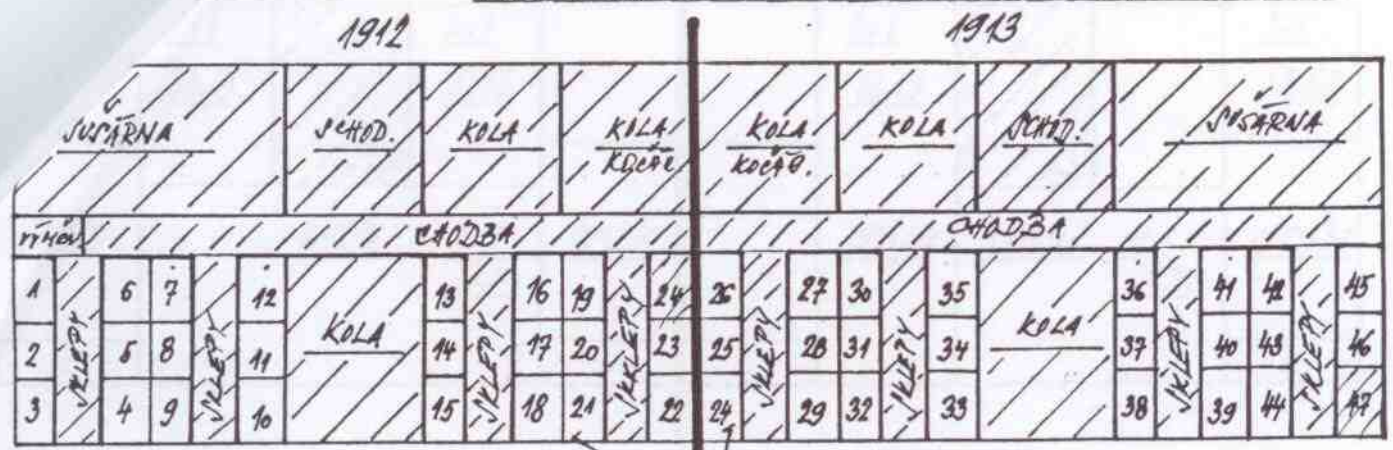 1912 1913
SUŠÁRNA SCHOD. KOLA KOLA KOLA KOLA SCHOD. SUŠÁRNA
KOČÁR KOČÁR.
CHODBA CHODBA
1 SKLEPY 6 7 SKLEPY 12 KOLA 13 SKLEPY 16 19 SKKLEPY 24 26 SKLEPY 27 30 SKLEPY 35 KOLA 36 SKLEPY 41 42 SKLEPY 45
2 5 8 11 14 17 20 23 25 28 31 34 37 40 43 46
3 4 9 10 15 18 21 22 24 29 32 33 38 39 44 47